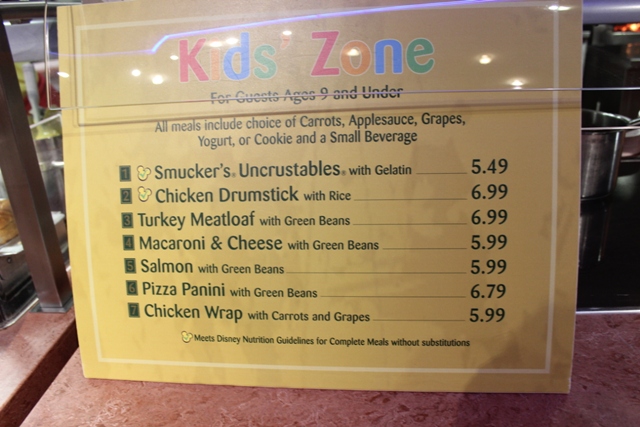 Kids' Zone
For Guests Ages 9 and Under
All meals include choice of Carrots, Applesauce, Grapes,
Yogurt, or Cookie and a Small Beverage
1 Smucker's® Uncrustables® with Gelatin 5.49
2 Chicken Drumstick with Rice 6.99
3 Turkey Meatloaf with Green Beans 6.99
4 Macaroni & Cheese with Green Beans 5.99
5 Salmon with Green Beans 5.99
6 Pizza Panini with Green Beans 6.79
7 Chicken Wrap with Carrots and Grapes 5.99
Meets Disney Nutrition Guidelines for Complete Meals without substitutions